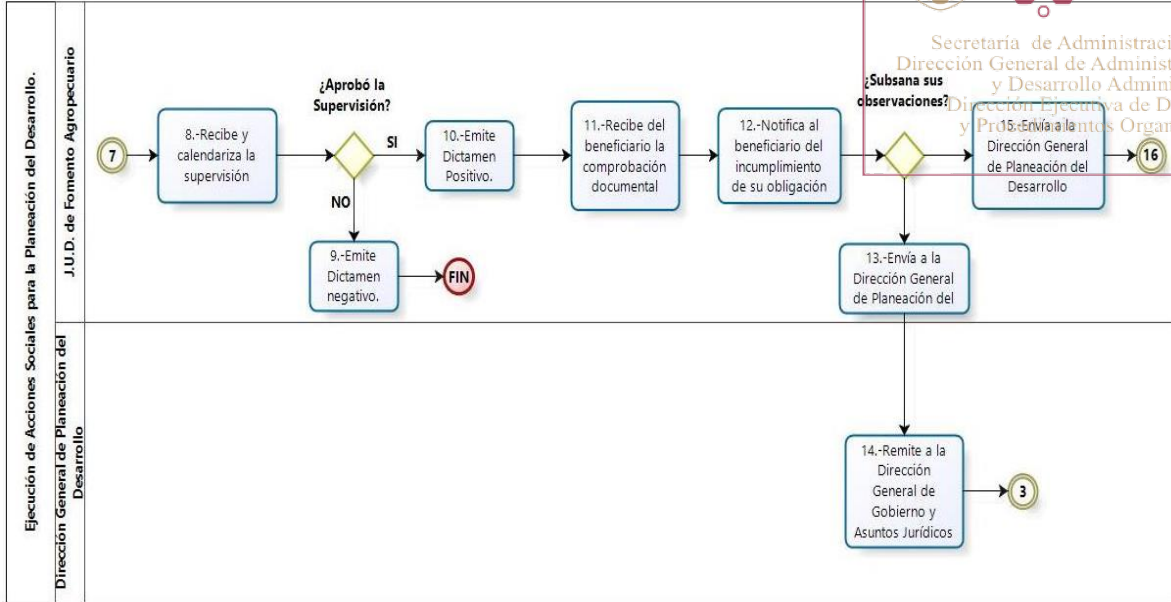 Ejecución de Acciones Sociales para la Planeación del Desarrollo.
J.U.D. de Fomento Agropecuario
7
8.-Recibe y
calendariza la
supervisión
¿Aprobó la
Supervisión?
SI
NO
9.-Emite
Dictamen
negativo.
FIN
10.-Emite
Dictamen
Positivo.
11.-Recibe del
beneficiario la
comprobación
documental
12.-Notifica al
beneficiario del
incumplimiento
de su obligación
¿Subsana sus
observaciones?
13.-Envía a la
Dirección General
de Planeación del
15.-Envía a la
Dirección General
de Planeación del
Desarrollo
16
Secretaría de
Dirección General de
y Desarrollo
Dirección Ejecutiva de
y Procedimientos
Dirección General de Planeación del
Desarrollo
14.-Remite a la
Dirección
General de
Gobierno y
Asuntos Jurídicos
3